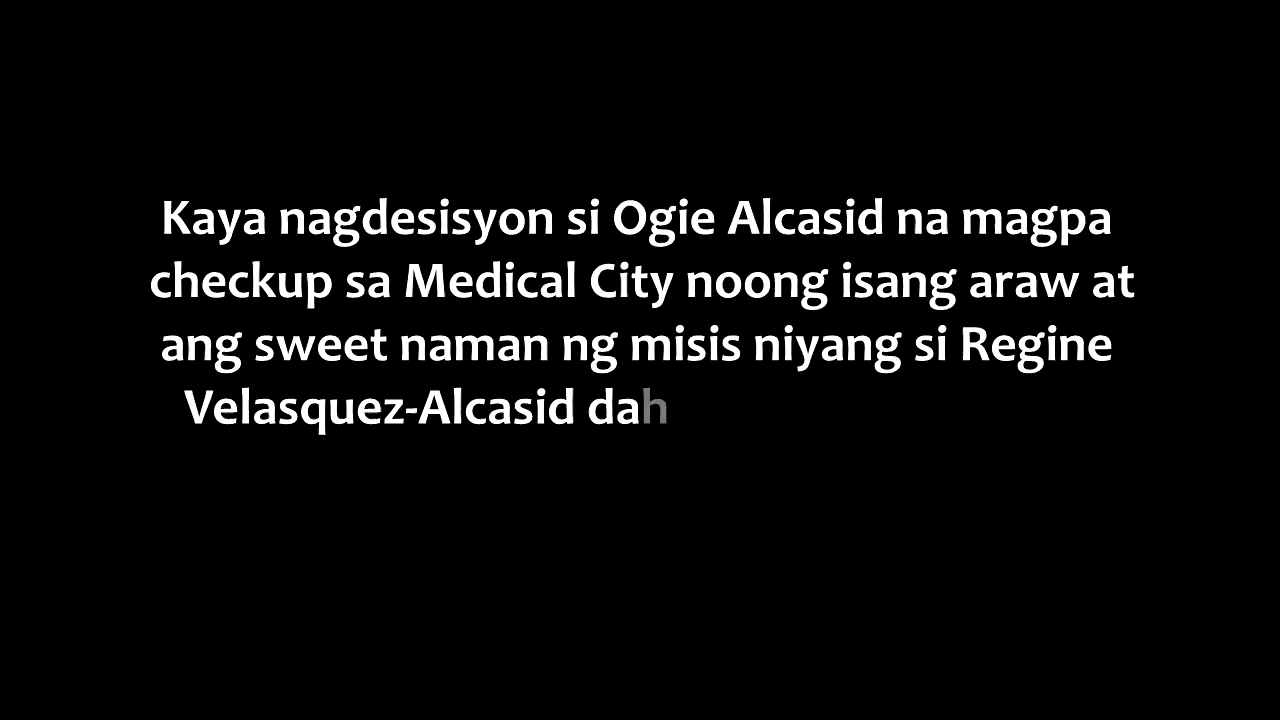 Kaya nagdesisyon si Ogie Alcasid na magpa
checkup sa Medical City noong isang araw at
ang sweet naman ng misis niyang si Regine
Velasquez-Alcasid dah